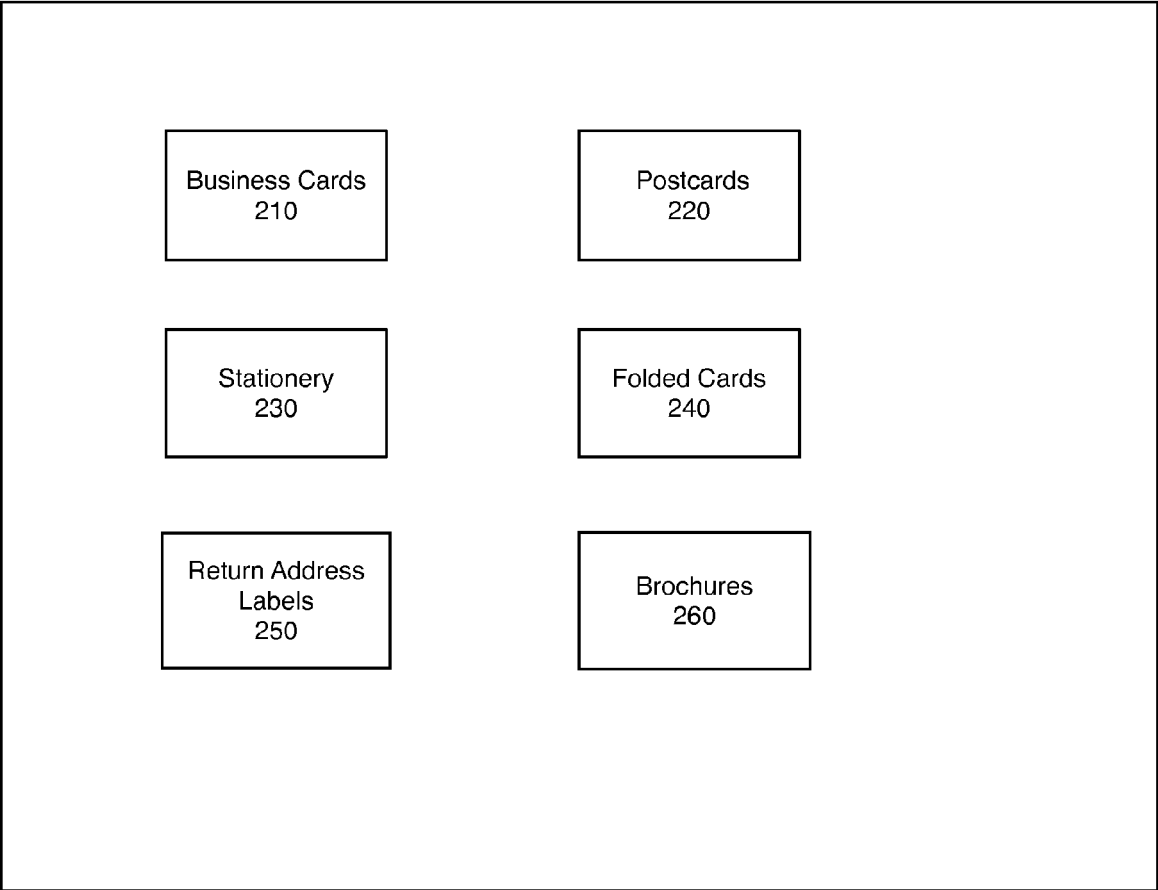 Business Cards
210
Postcards
220
Stationery
230
Folded Cards
240
Return Address
Labels
250
Brochures
260